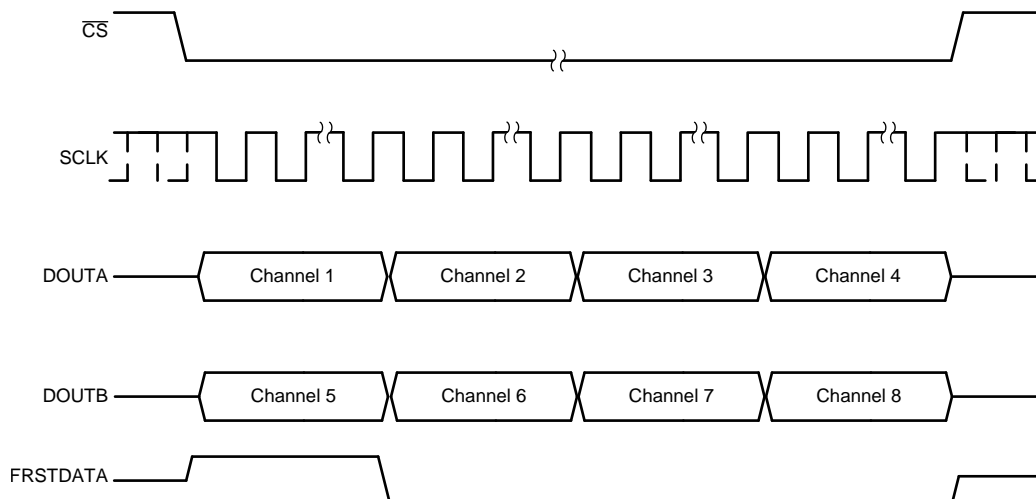 CS
SCLK
DOUTA Channel 1 Channel 2 Channel 3 Channel 4
DOUTB Channel 5 Channel 6 Channel 7 Channel 8
FRSTDATA